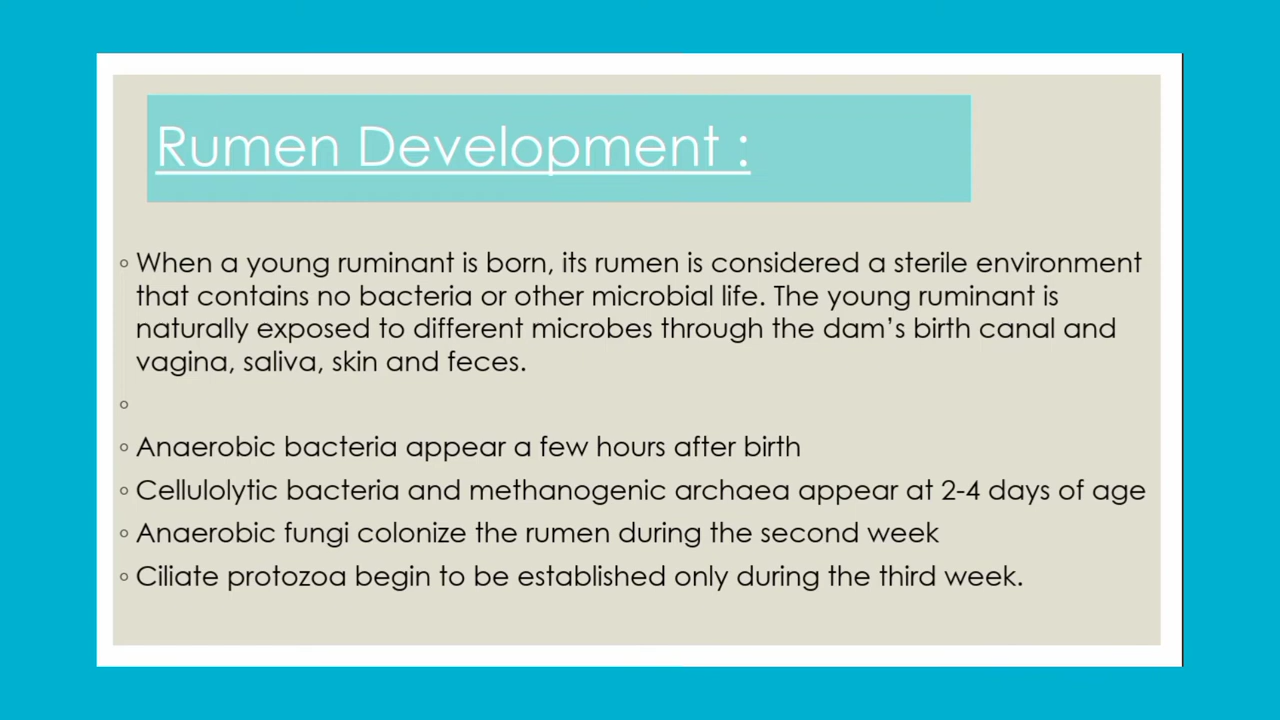 Rumen Development :
◦ When a young ruminant is born, its rumen is considered a sterile environment
that contains no bacteria or other microbial life. The young ruminant is
naturally exposed to different microbes through the dam’s birth canal and
vagina, saliva, skin and feces.
◦
◦ Anaerobic bacteria appear a few hours after birth
◦ Cellulolytic bacteria and methanogenic archaea appear at 2-4 days of age
◦ Anaerobic fungi colonize the rumen during the second week
◦ Ciliate protozoa begin to be established only during the third week.